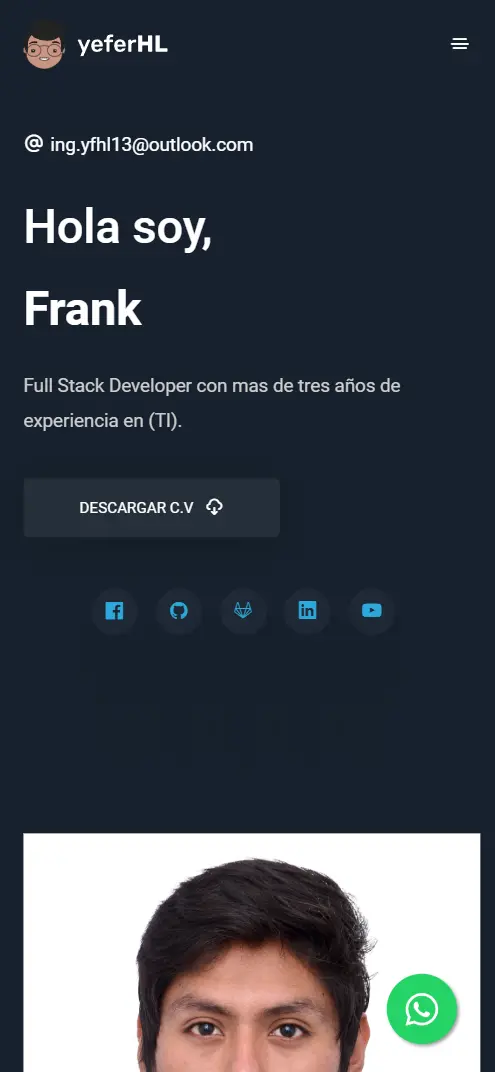 yeferHL
ing.yfhl13@outlook.com
Hola soy,
Frank
Full Stack Developer con mas de tres años de
experiencia en (TI).
DESCARGAR C.V